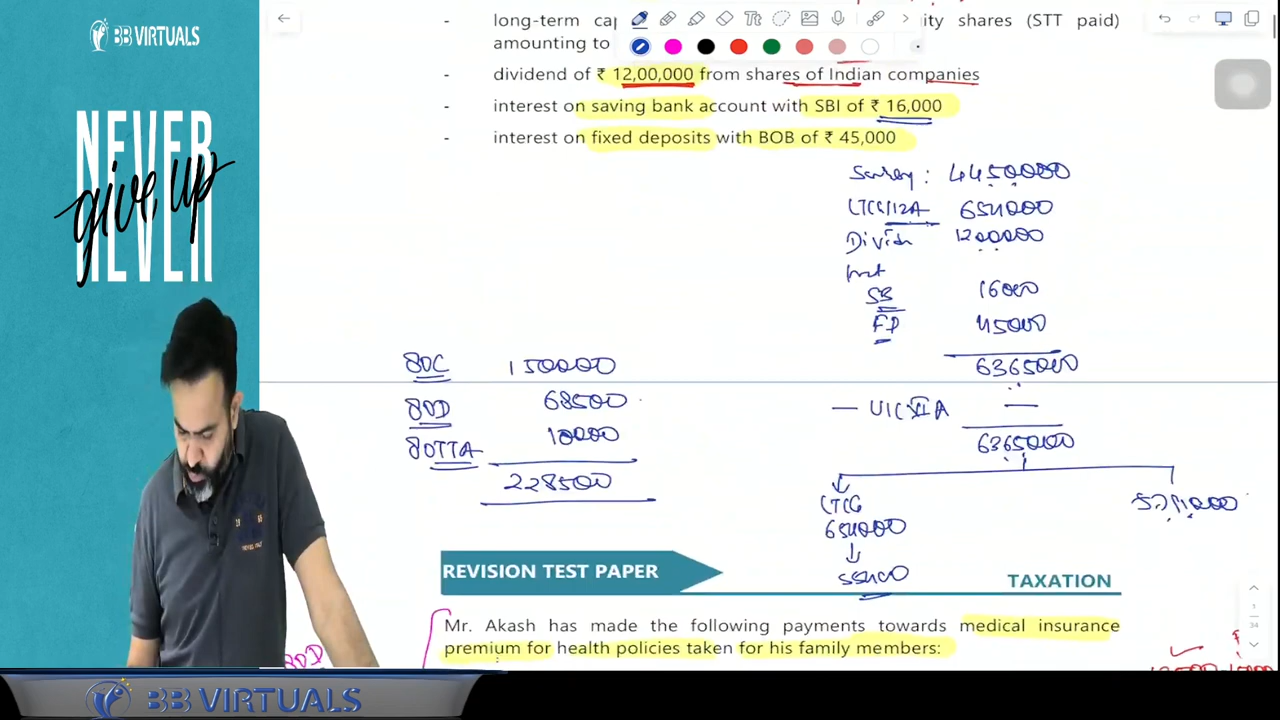 BB VIRTUALS
NEVER
give up
NEVER
long-term
ity shares (STT paid)
amounting to
- dividend of ₹ 12,00,000 from shares of Indian companies
- interest on saving bank account with SBI of ₹ 16,000
- interest on fixed deposits with BOB of ₹ 45,000
Salary : 4450000
LTCG 112A 654000
1200000
SB 16000
FD 45000
6365000
— U/C VIA —
6365000
80C 150000
80D 68500
80TTA 10000
228500
LTCG
654000
5711000
REVISION TEST PAPER
TAXATION
Mr. Akash has made the following payments towards medical insurance
premium for health policies taken for his family members:
80D
BB VIRTUALS